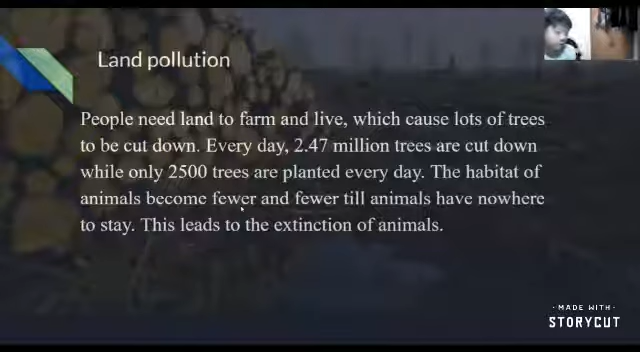 Land pollution
People need land to farm and live, which cause lots of trees
to be cut down. Every day, 2.47 million trees are cut down
while only 2500 trees are planted every day. The habitat of
animals become fewer and fewer till animals have nowhere
to stay. This leads to the extinction of animals.
· MADE WITH ·
STORYCUT